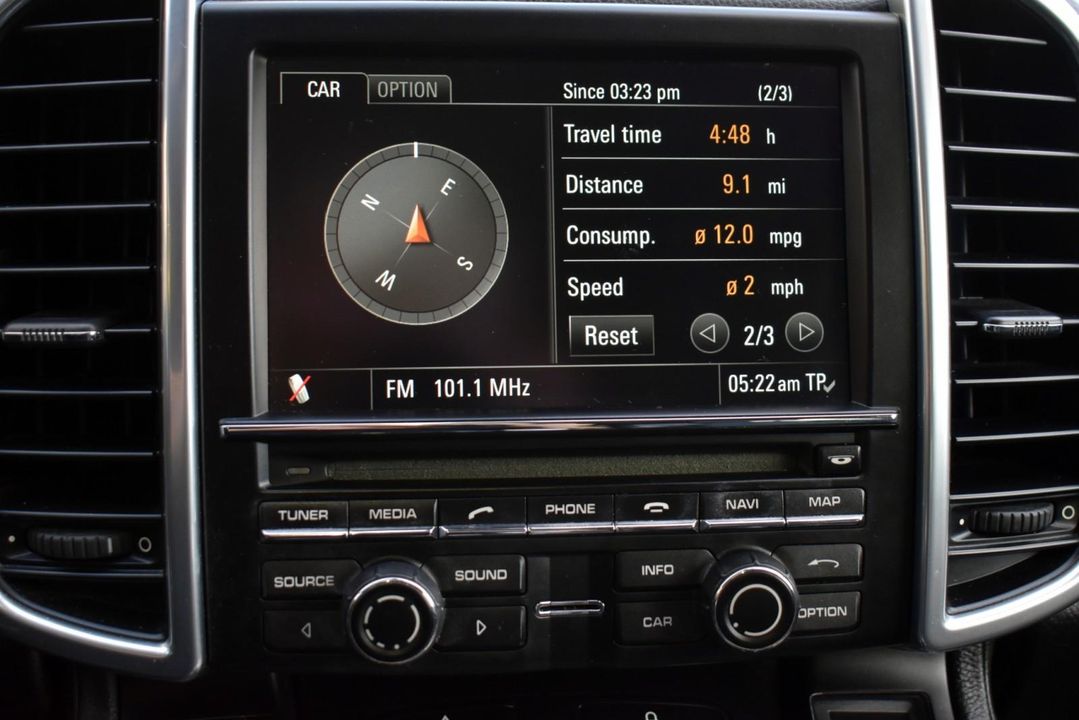 CAR OPTION
Since 03:23 pm (2/3)
Travel time 4:48 h
Distance 9.1 mi
Consump. ø 12.0 mpg
Speed ø 2 mph
Reset 2/3
N
E
S
W
FM 101.1 MHz
05:22 am TP
TUNER MEDIA PHONE NAVI MAP
SOURCE SOUND INFO
CAR OPTION